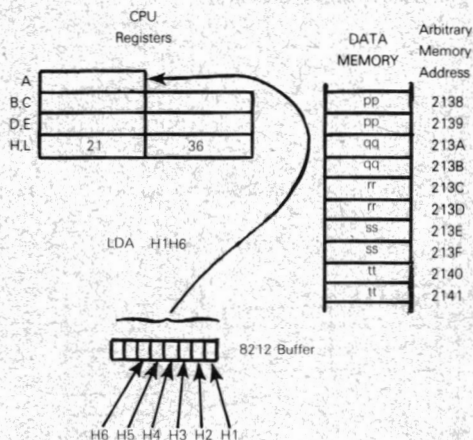 CPU
Registers
A
B,C
D,E
H,L 21 36
LDA H1H6
8212 Buffer
H6 H5 H4 H3 H2 H1
DATA
MEMORY
Arbitrary
Memory
Address
pp 2138
pp 2139
qq 213A
qq 213B
rr 213C
rr 213D
ss 213E
ss 213F
tt 2140
tt 2141